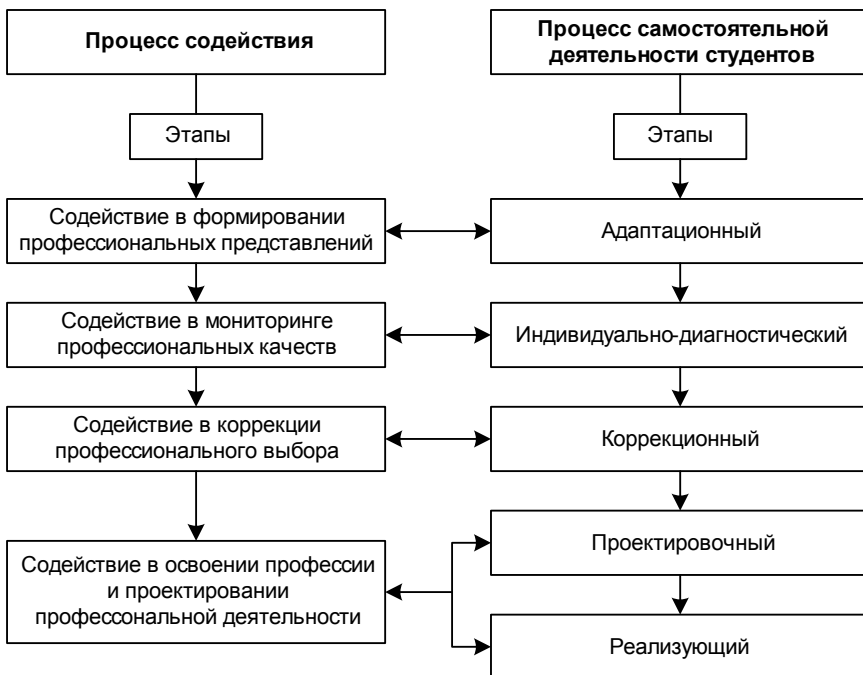 Процесс содействия
Процесс самостоятельной
деятельности студентов
Этапы
Этапы
Содействие в формировании
профессиональных представлений
Адаптационный
Содействие в мониторинге
профессиональных качеств
Индивидуально-диагностический
Содействие в коррекции
профессионального выбора
Коррекционный
Содействие в освоении профессии
и проектировании
профессональной деятельности
Проектировочный
Реализующий